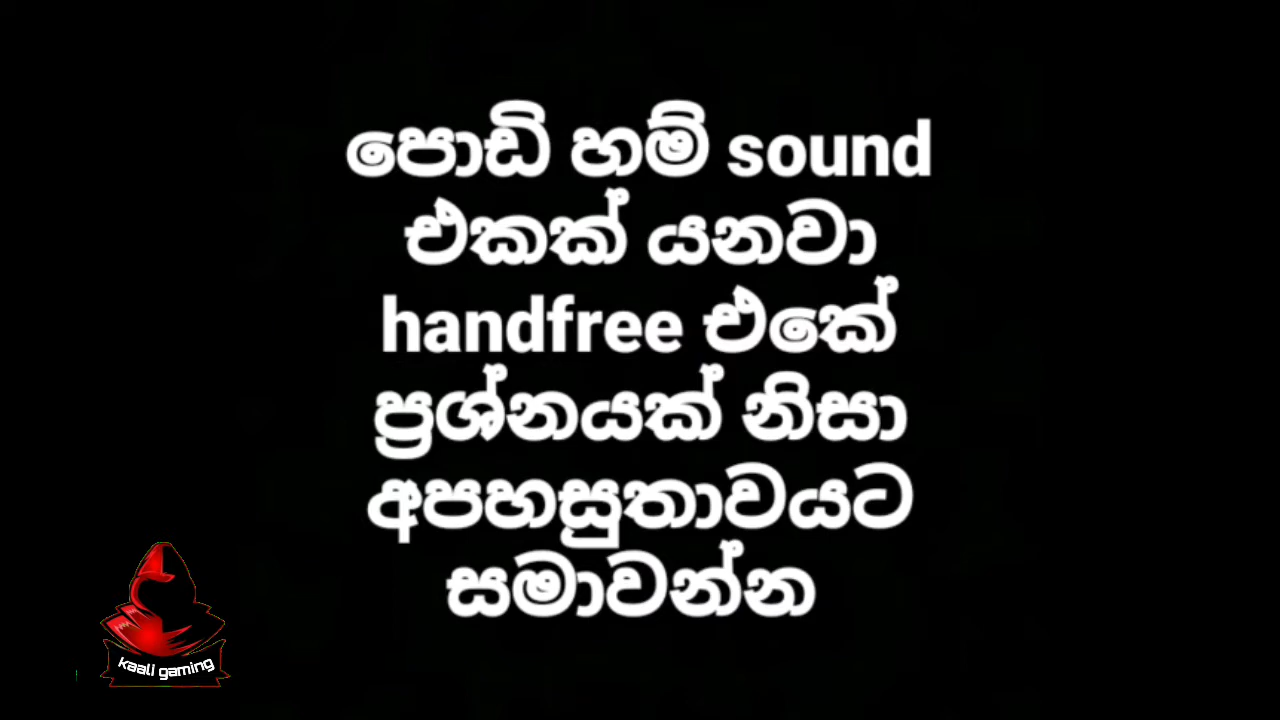 පොඩි හම් sound
එකක් යනවා
handfree එකේ
ප්‍රශ්නයක් නිසා
අපහසුතාවයට
සමාවන්න
kaali gaming